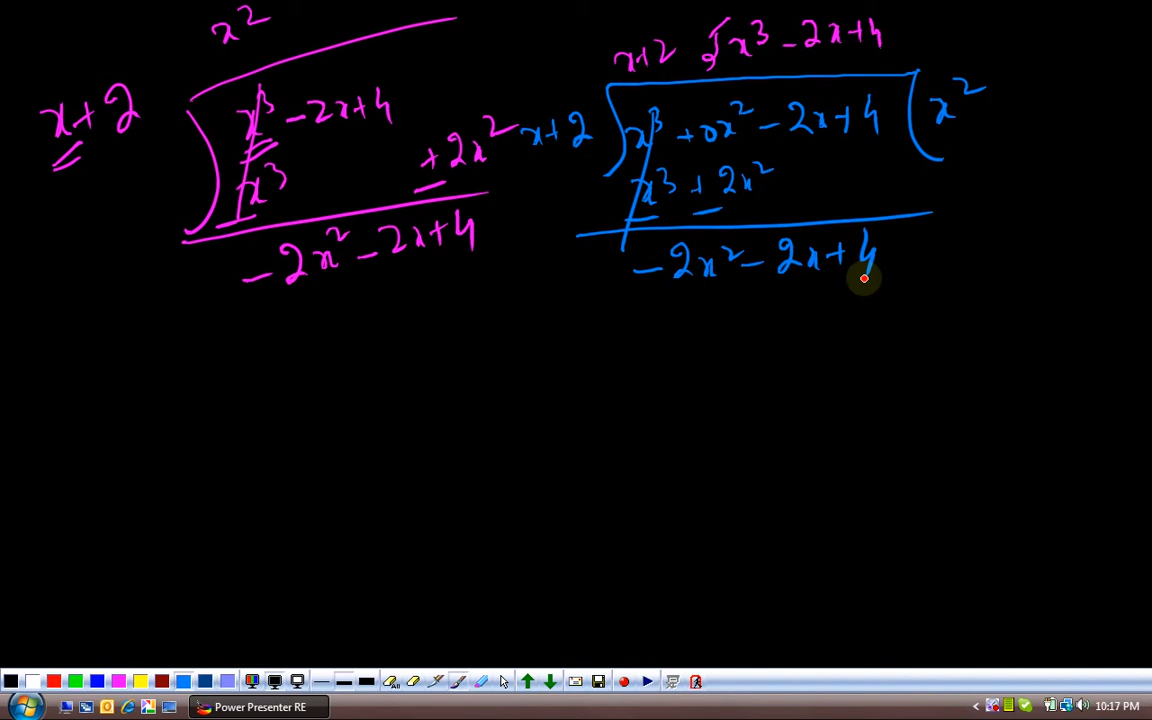 x²
x+2 ) x³ - 2x+4
x³ +2x²
-2x² - 2x+4
x+2 x³ - 2x+4
x+2 ) x³ +0x² - 2x+4 ( x²
x³ + 2x²
-2x² - 2x+4
Power Presenter RE
10:17 PM